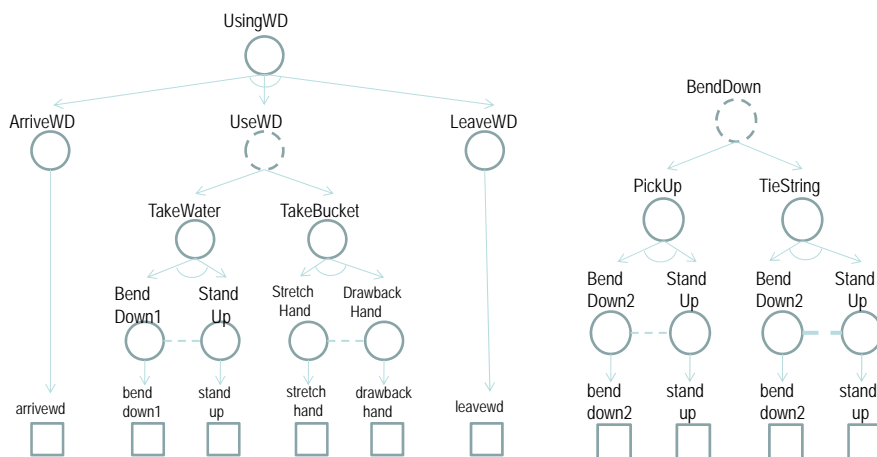 UsingWD
BendDown
ArriveWD
UseWD
LeaveWD
PickUp
TieString
TakeWater
TakeBucket
Bend
Down1
Stand
Up
Stretch
Hand
Drawback
Hand
Bend
Down2
Stand
Up
Bend
Down2
Stand
Up
arrivewd
bend
down1
stand
up
stretch
hand
drawback
hand
leavewd
bend
down2
stand
up
bend
down2
stand
up